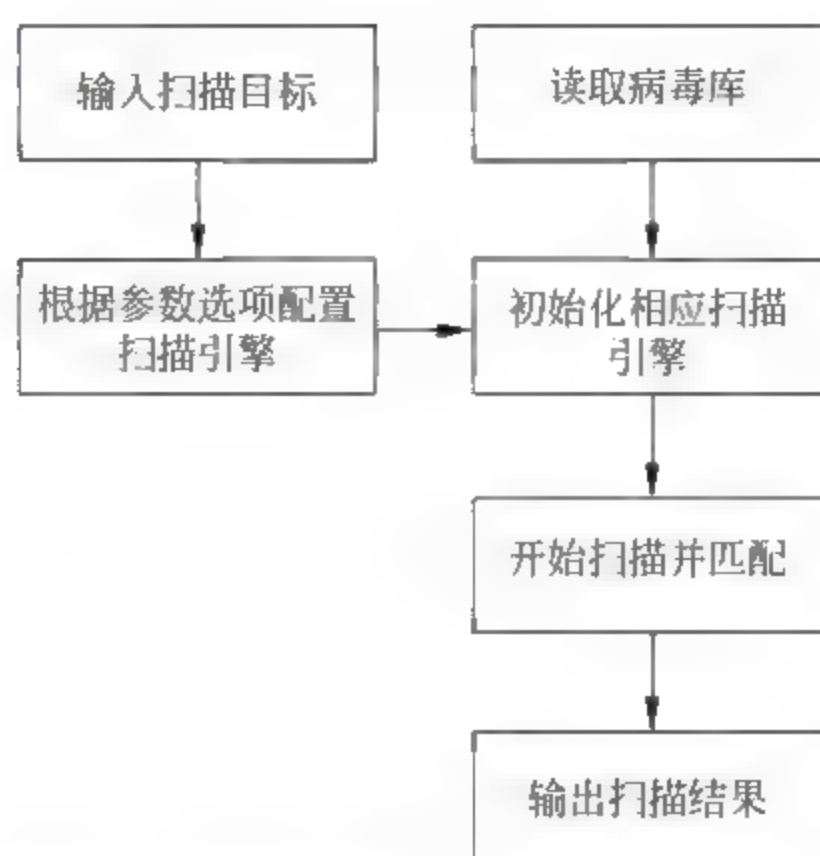 输入扫描目标
读取病毒库
根据参数选项配置
扫描引擎
初始化相应扫描
引擎
开始扫描并匹配
输出扫描结果